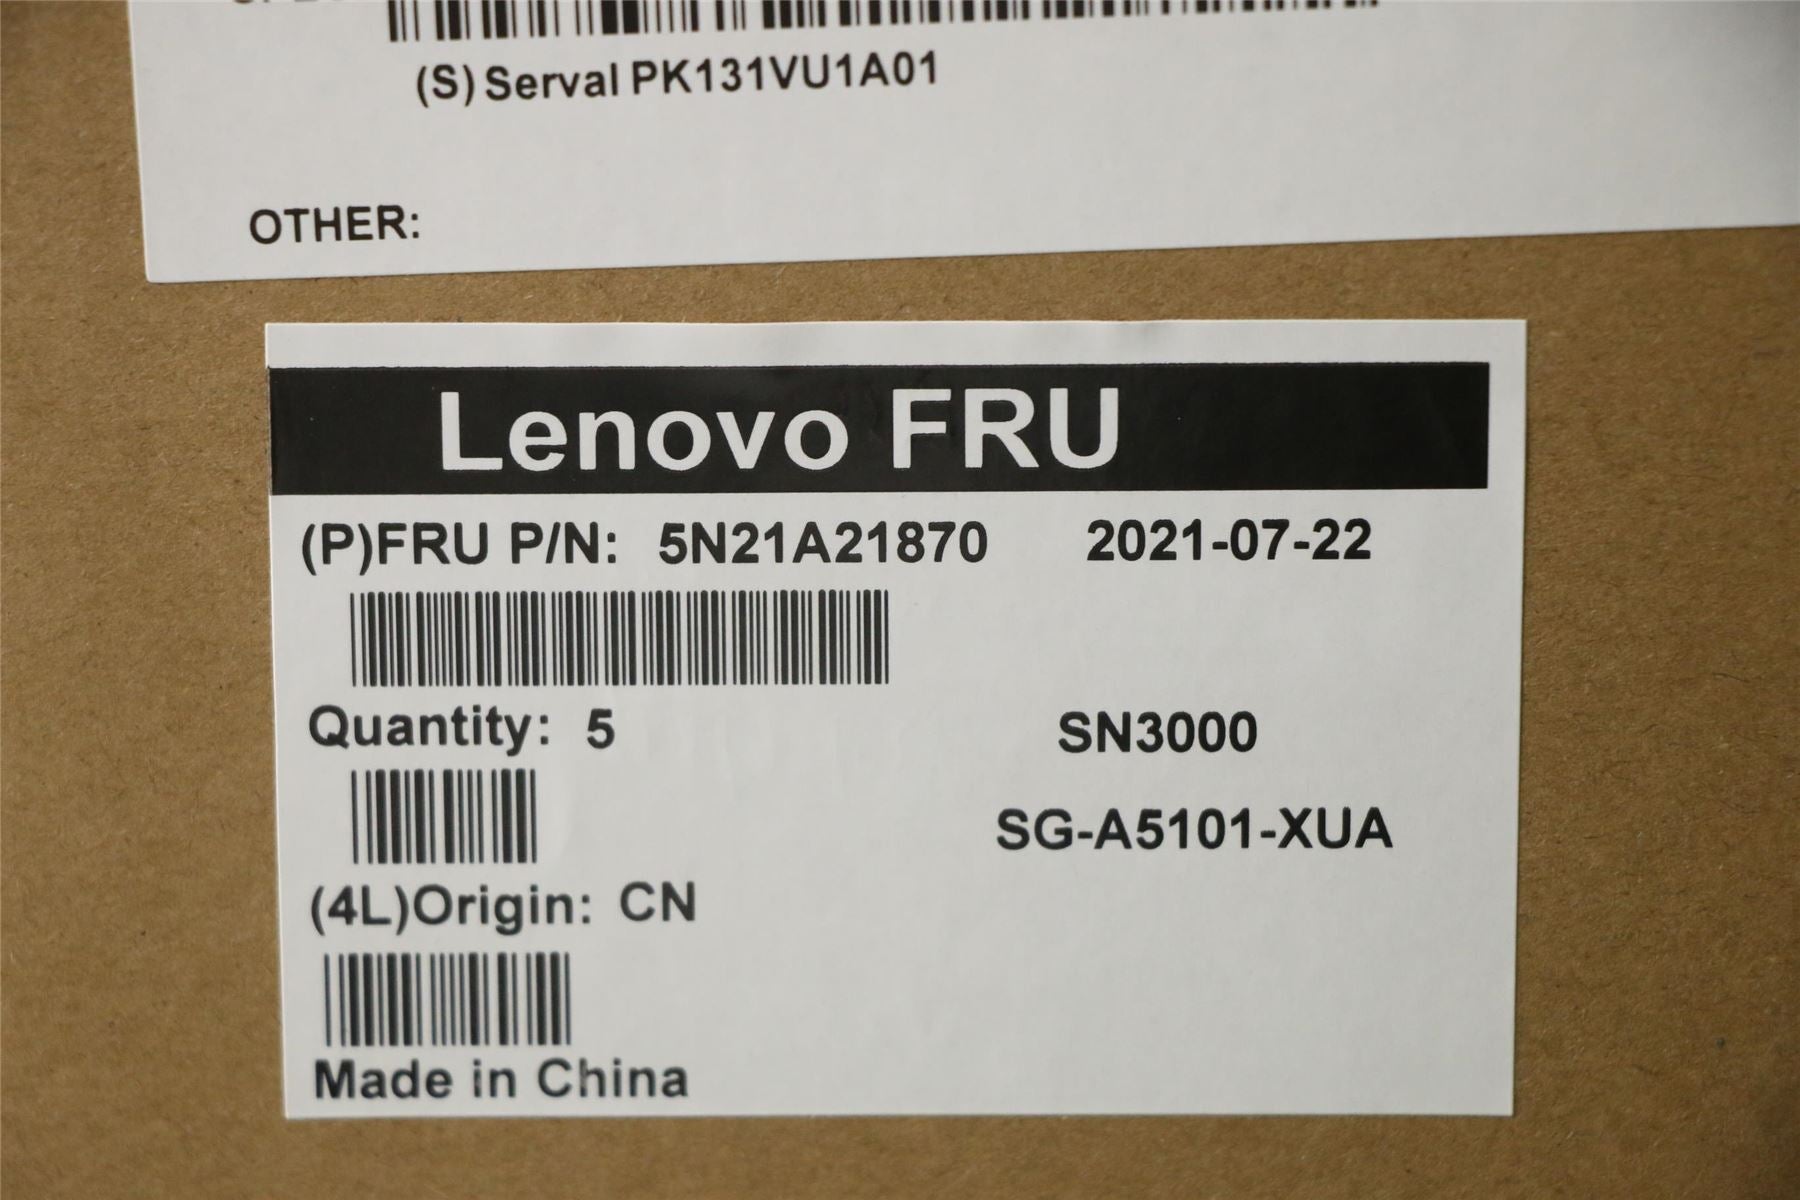 (S) Serval PK131VU1A01
OTHER:
Lenovo FRU
(P)FRU P/N: 5N21A21870 2021-07-22
Quantity: 5 SN3000
SG-A5101-XUA
(4L)Origin: CN
Made in China